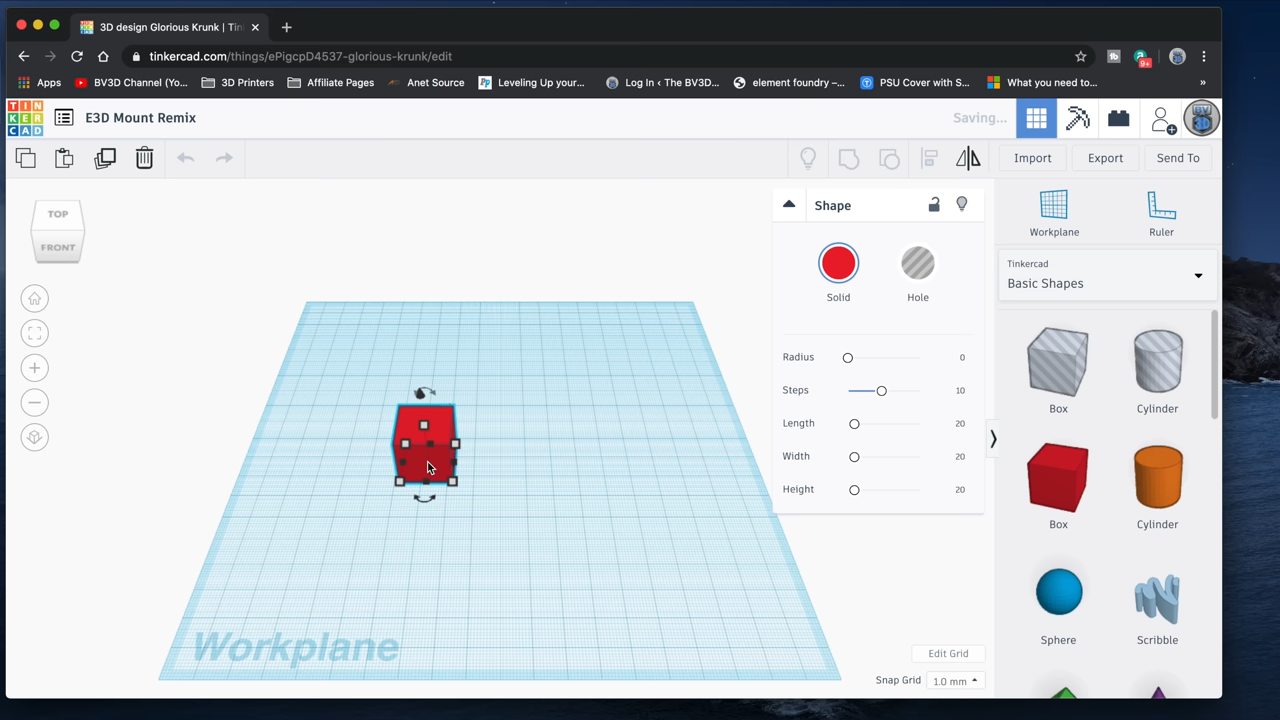 3D design Glorious Krunk | Tin
tinkercad.com/things/ePigcpD4537-glorious-krunk/edit
9+
Apps BV3D Channel (Yo... 3D Printers Affiliate Pages Anet Source Leveling Up your... Log In ‹ The BV3D... element foundry –... PSU Cover with S... What you need to... »
TIN
KER
CAD
E3D Mount Remix
Saving...
Import Export Send To
TOP
FRONT
Shape
Solid Hole
Radius 0
Steps 10
Length 20
Width 20
Height 20
Workplane
Edit Grid
Snap Grid 1.0 mm
Workplane Ruler
Tinkercad
Basic Shapes
Box Cylinder
Box Cylinder
Sphere Scribble